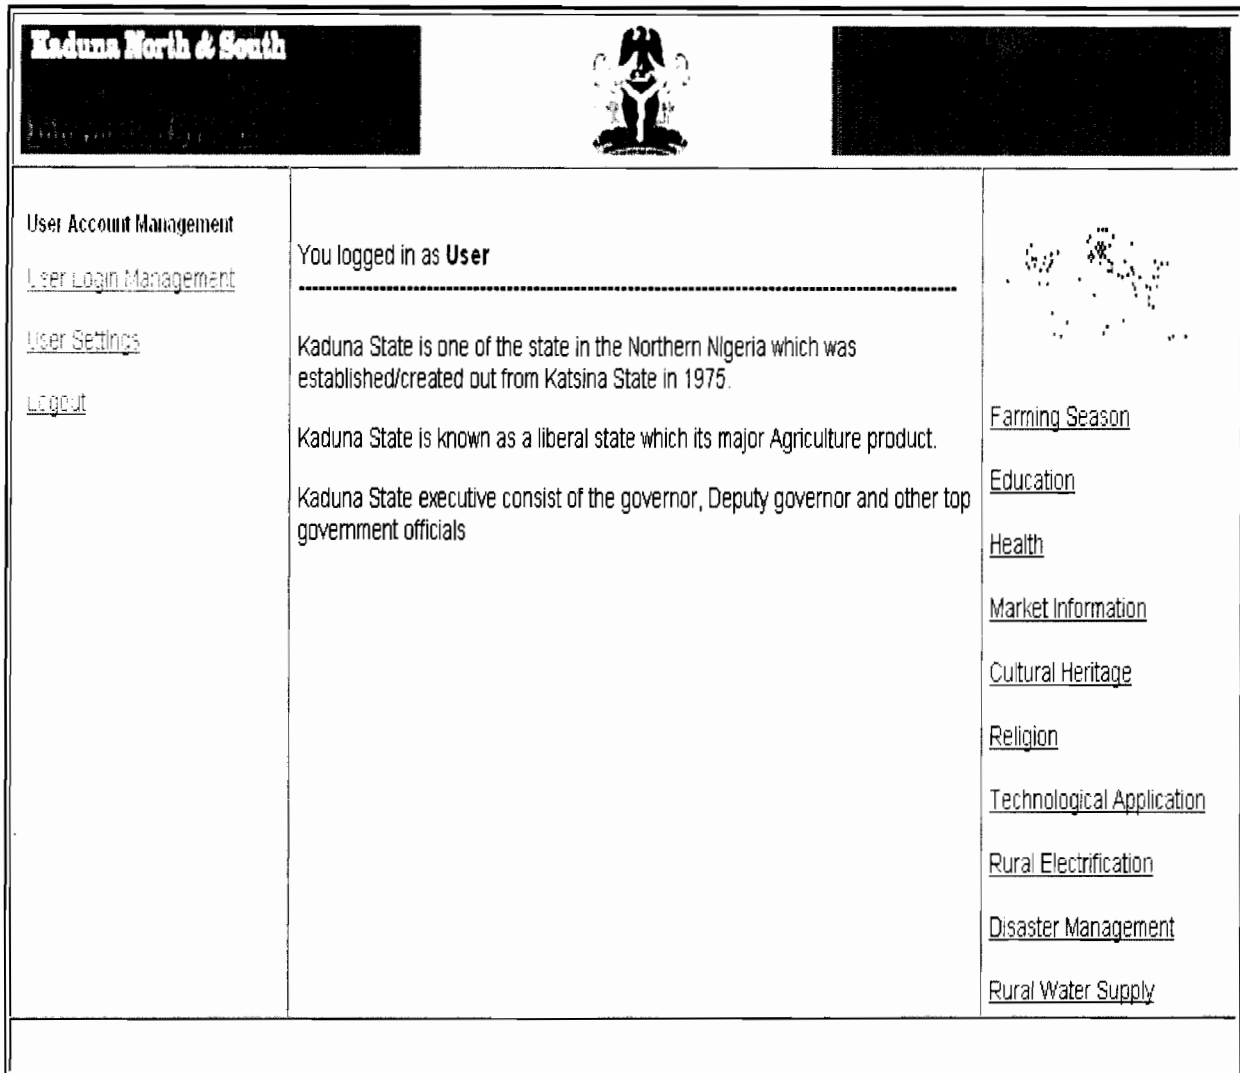 Kaduna North & South
User Account Management
User Login Management
User Settings
Logout
You logged in as User
Kaduna State is one of the state in the Northern Nigeria which was
established/created out from Katsina State in 1975.
Kaduna State is known as a liberal state which its major Agriculture product.
Kaduna State executive consist of the governor, Deputy governor and other top
government officials
Farming Season
Education
Health
Market Information
Cultural Heritage
Religion
Technological Application
Rural Electrification
Disaster Management
Rural Water Supply